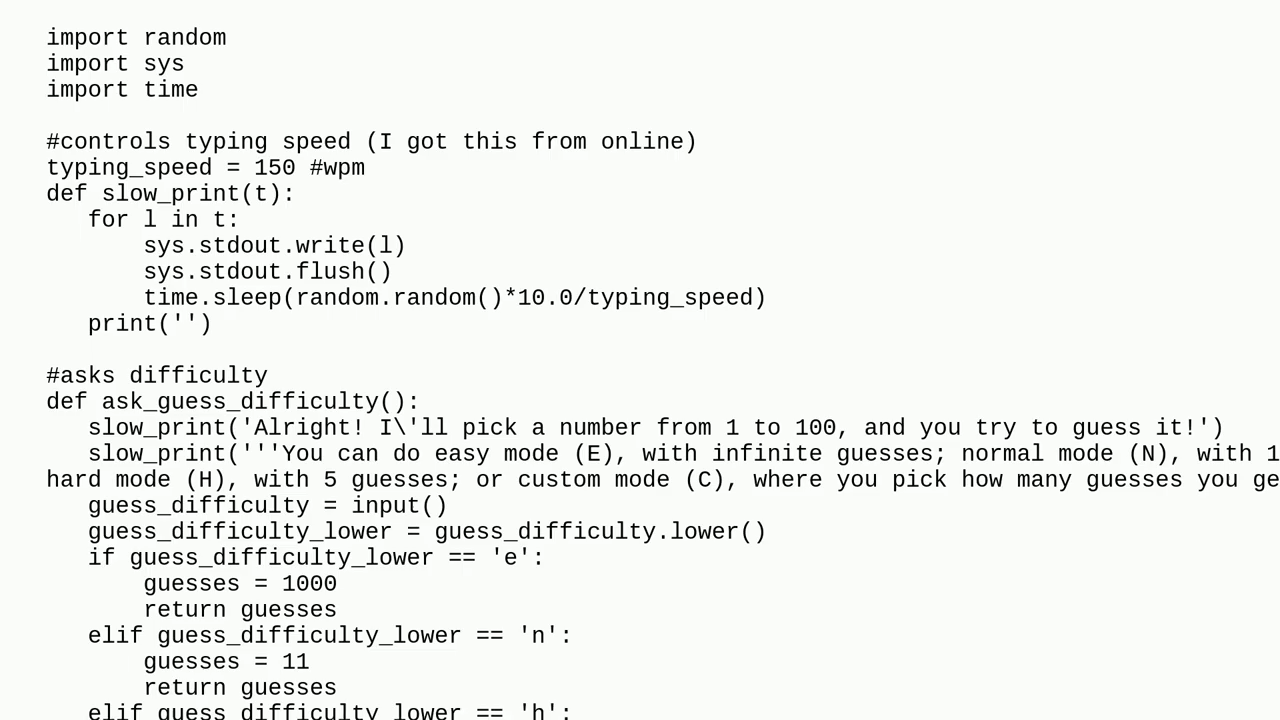 import random
import sys
import time
#controls typing speed (I got this from online)
typing_speed = 150 #wpm
def slow_print(t):
for l in t:
sys.stdout.write(l)
sys.stdout.flush()
time.sleep(random.random()*10.0/typing_speed)
print('')
#asks difficulty
def ask_guess_difficulty():
slow_print('Alright! I\'ll pick a number from 1 to 100, and you try to guess it!')
slow_print('''You can do easy mode (E), with infinite guesses; normal mode (N), with 1
hard mode (H), with 5 guesses; or custom mode (C), where you pick how many guesses you ge
guess_difficulty = input()
guess_difficulty_lower = guess_difficulty.lower()
if guess_difficulty_lower == 'e':
guesses = 1000
return guesses
elif guess_difficulty_lower == 'n':
guesses = 11
return guesses
elif guess_difficulty_lower == 'h':